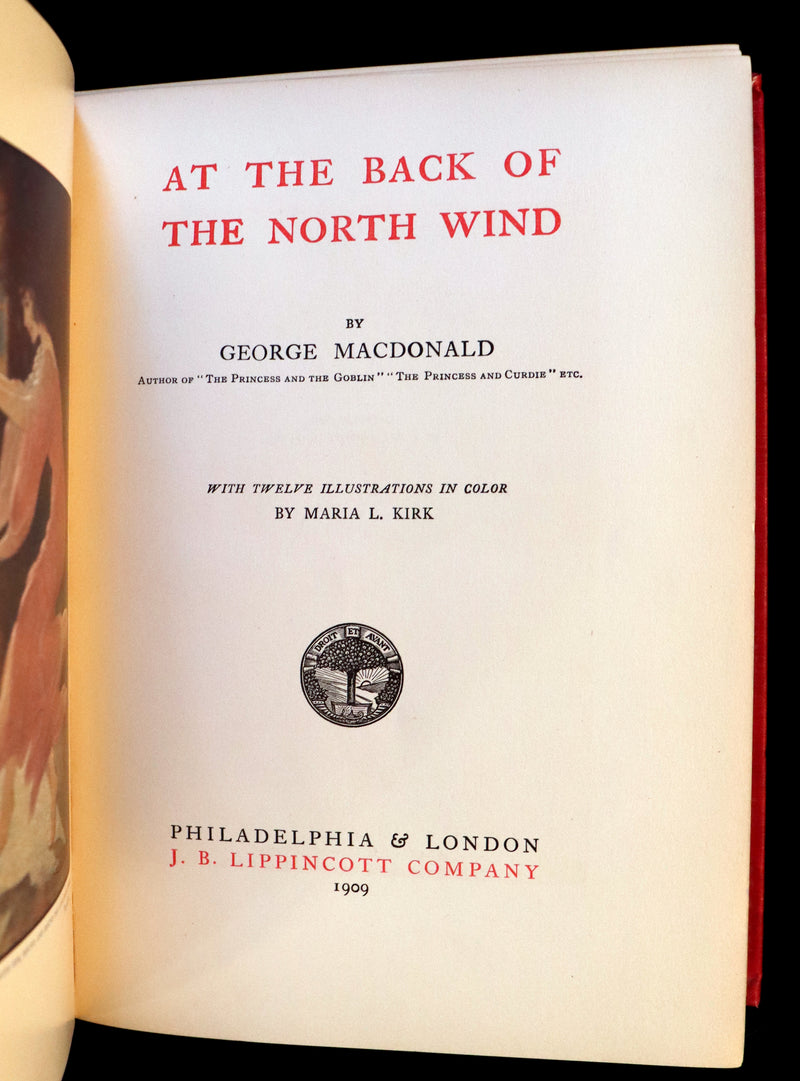 AT THE BACK OF
THE NORTH WIND
BY
GEORGE MACDONALD
AUTHOR OF "THE PRINCESS AND THE GOBLIN" "THE PRINCESS AND CURDIE" ETC.
WITH TWELVE ILLUSTRATIONS IN COLOR
BY MARIA L. KIRK
DROIT ET AVANT
PHILADELPHIA & LONDON
J. B. LIPPINCOTT COMPANY
1909